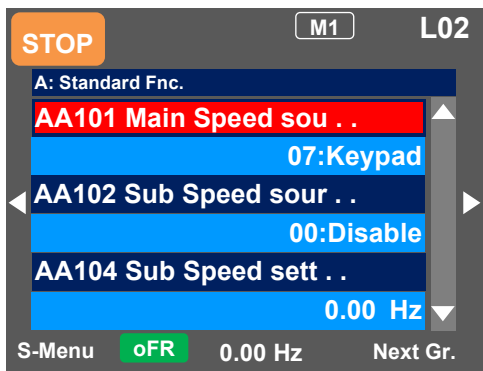 STOP M1 L02
A: Standard Fnc.
AA101 Main Speed sou . .
07:Keypad
AA102 Sub Speed sour . .
00:Disable
AA104 Sub Speed sett . .
0.00 Hz
S-Menu oFR 0.00 Hz Next Gr.